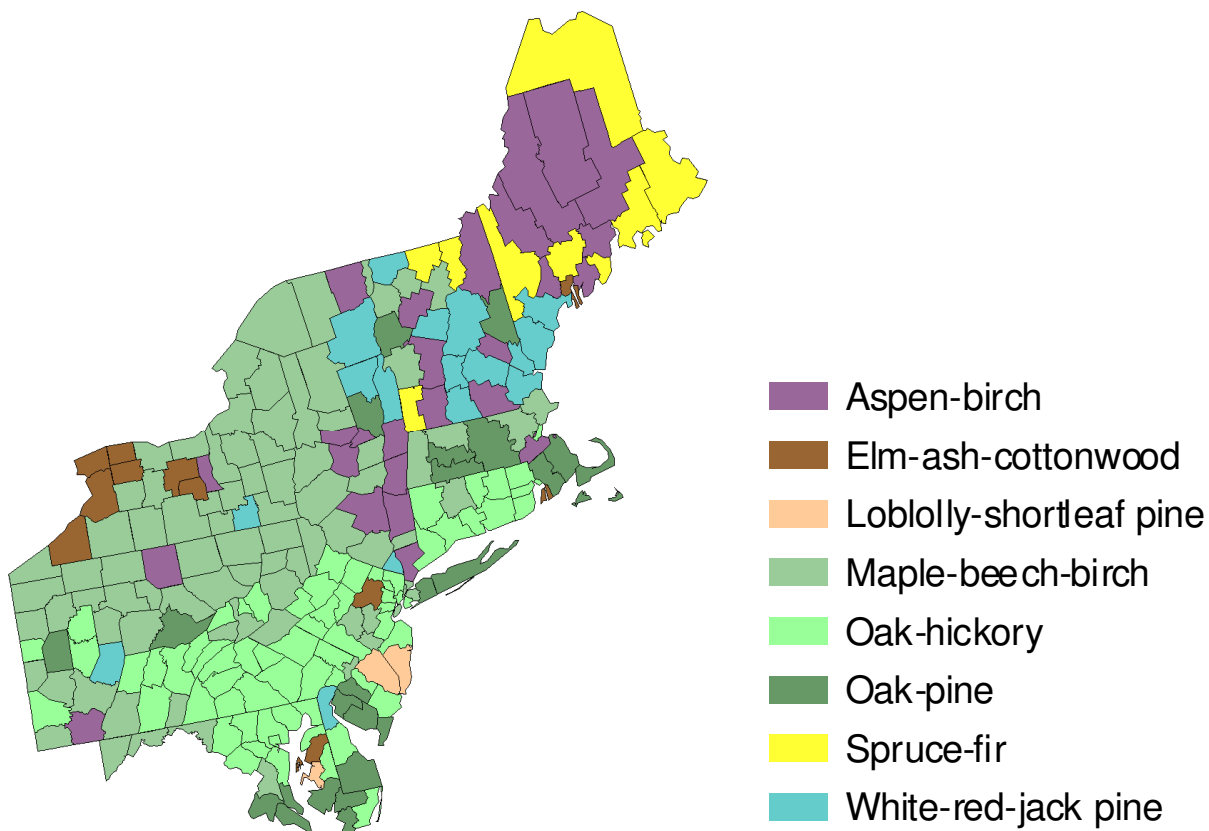 Aspen-birch
Elm-ash-cottonwood
Loblolly-shortleaf pine
Maple-beech-birch
Oak-hickory
Oak-pine
Spruce-fir
White-red-jack pine